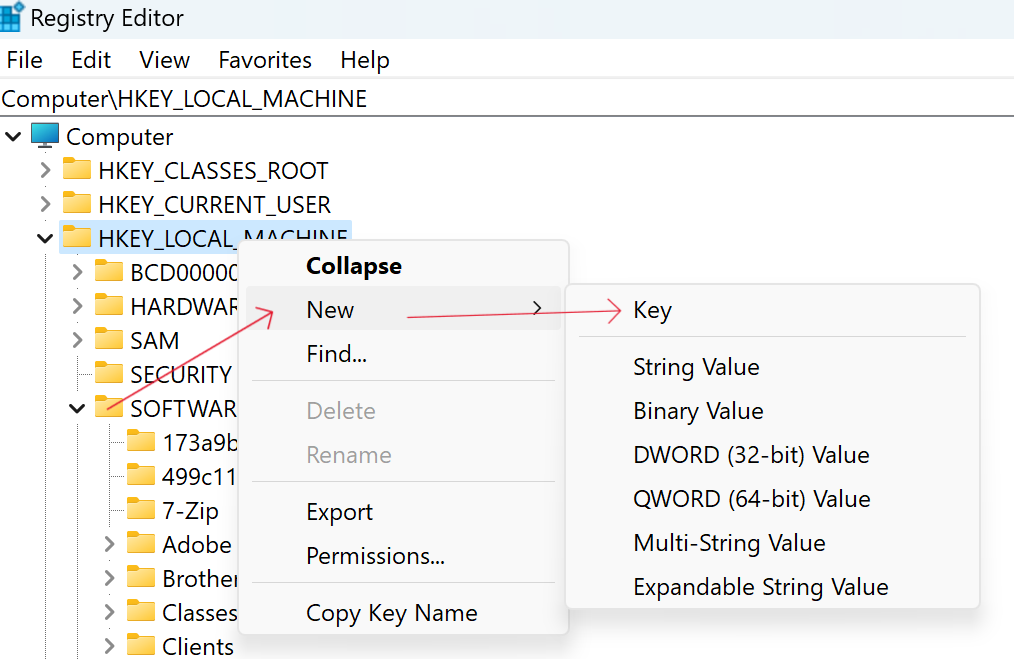 Registry Editor
File Edit View Favorites Help
Computer\HKEY_LOCAL_MACHINE
Computer
HKEY_CLASSES_ROOT
HKEY_CURRENT_USER
HKEY_LOCAL_MACHINE
BCD00000
HARDWAR
SAM
SECURITY
SOFTWAR
173a9b
499c11
7-Zip
Adobe
Brother
Classes
Clients
Collapse
New
Find...
Delete
Rename
Export
Permissions...
Copy Key Name
Key
String Value
Binary Value
DWORD (32-bit) Value
QWORD (64-bit) Value
Multi-String Value
Expandable String Value